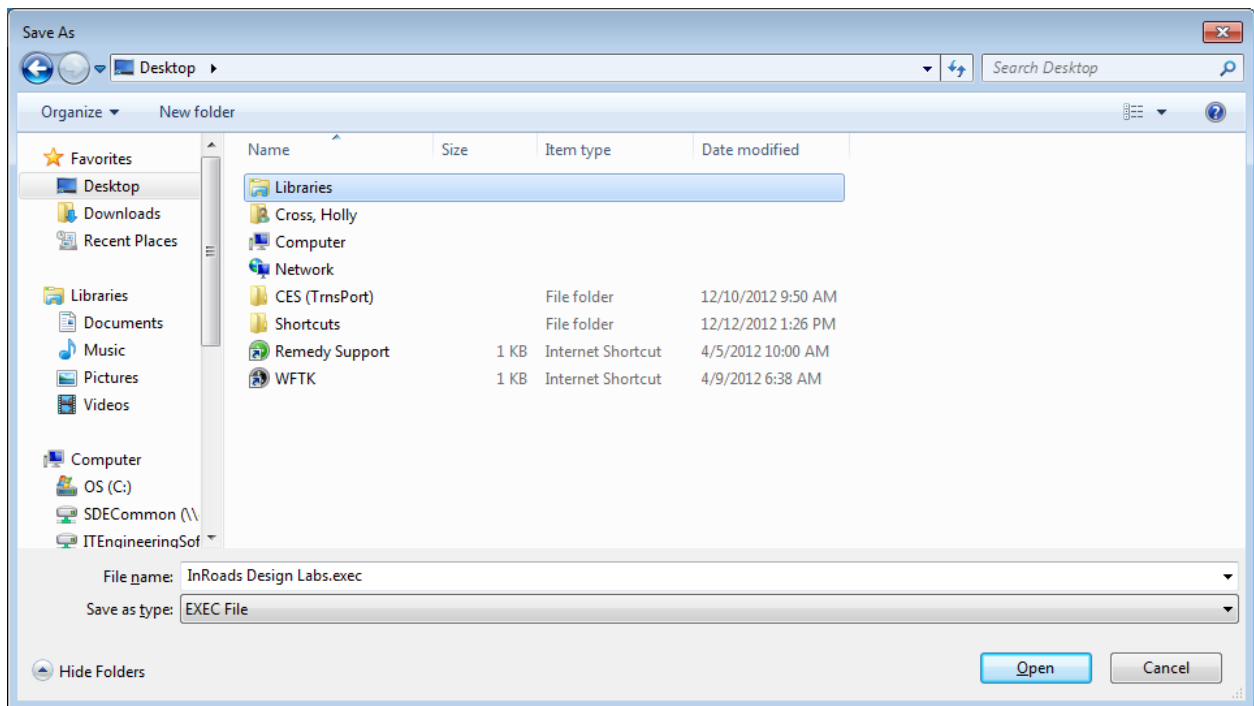 Save As
Desktop
Search Desktop
Organize New folder
Favorites
Desktop
Downloads
Recent Places
Libraries
Documents
Music
Pictures
Videos
Computer
OS (C:)
SDECommon (\\
ITEngineeringSof
Name Size Item type Date modified
Libraries
Cross, Holly
Computer
Network
CES (TrnsPort) File folder 12/10/2012 9:50 AM
Shortcuts File folder 12/12/2012 1:26 PM
Remedy Support 1 KB Internet Shortcut 4/5/2012 10:00 AM
WFTK 1 KB Internet Shortcut 4/9/2012 6:38 AM
File name: InRoads Design Labs.exec
Save as type: EXEC File
Hide Folders Open Cancel